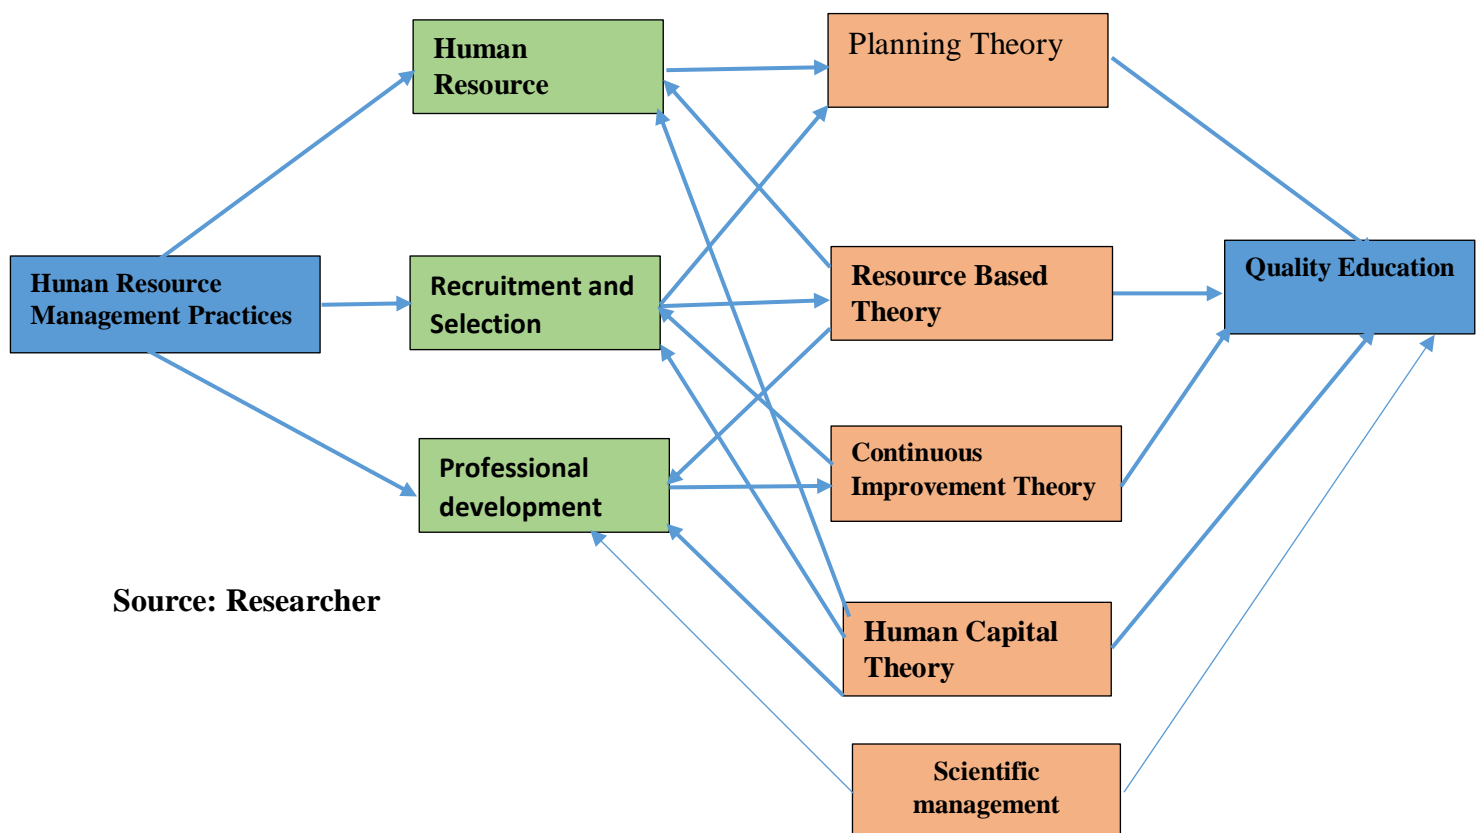 Human
Resource
Planning Theory
Hunan Resource
Management Practices
Recruitment and
Selection
Resource Based
Theory
Quality Education
Professional
development
Continuous
Improvement Theory
Source: Researcher
Human Capital
Theory
Scientific
management